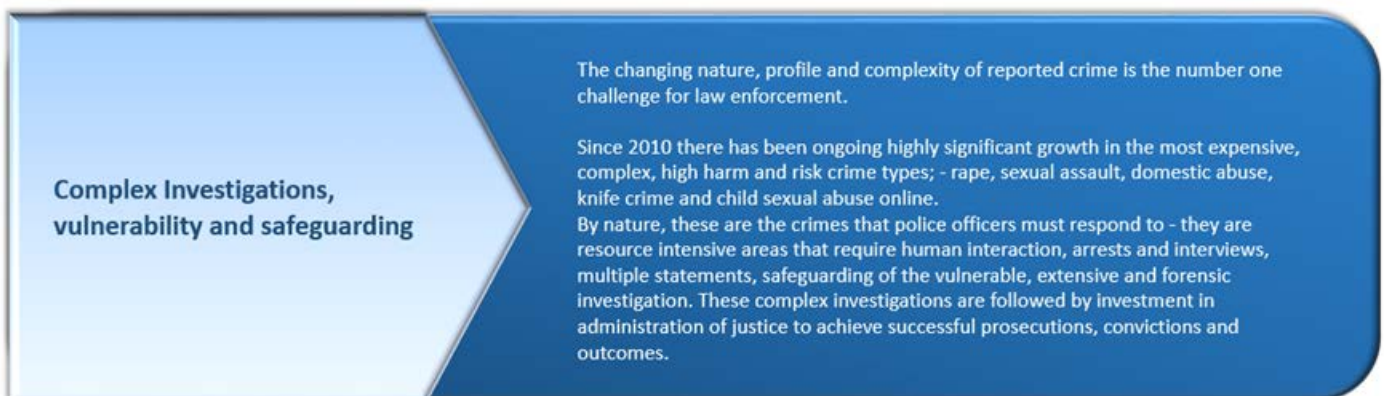 Complex Investigations,
vulnerability and safeguarding
The changing nature, profile and complexity of reported crime is the number one
challenge for law enforcement.
Since 2010 there has been ongoing highly significant growth in the most expensive,
complex, high harm and risk crime types; - rape, sexual assault, domestic abuse,
knife crime and child sexual abuse online.
By nature, these are the crimes that police officers must respond to - they are
resource intensive areas that require human interaction, arrests and interviews,
multiple statements, safeguarding of the vulnerable, extensive and forensic
investigation. These complex investigations are followed by investment in
administration of justice to achieve successful prosecutions, convictions and
outcomes.